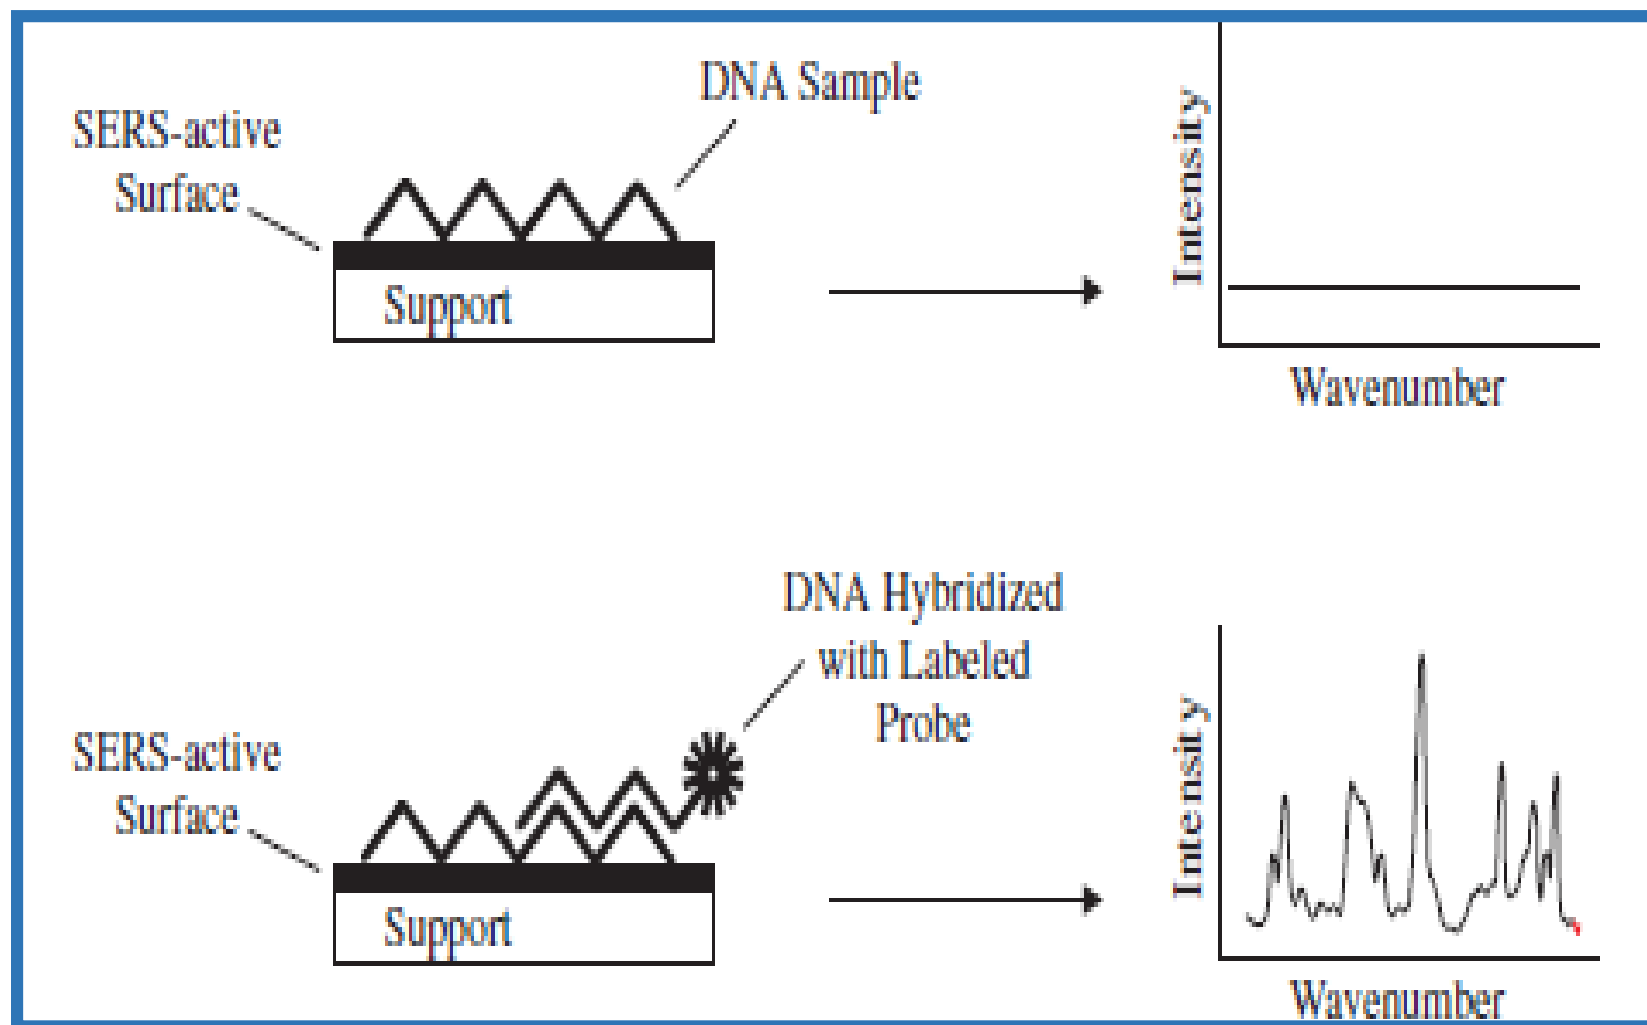 DNA Sample
SERS-active
Surface
Support
Intensity
Wavenumber
DNA Hybridized
with Labeled
Probe
SERS-active
Surface
Support
Intensity
Wavenumber